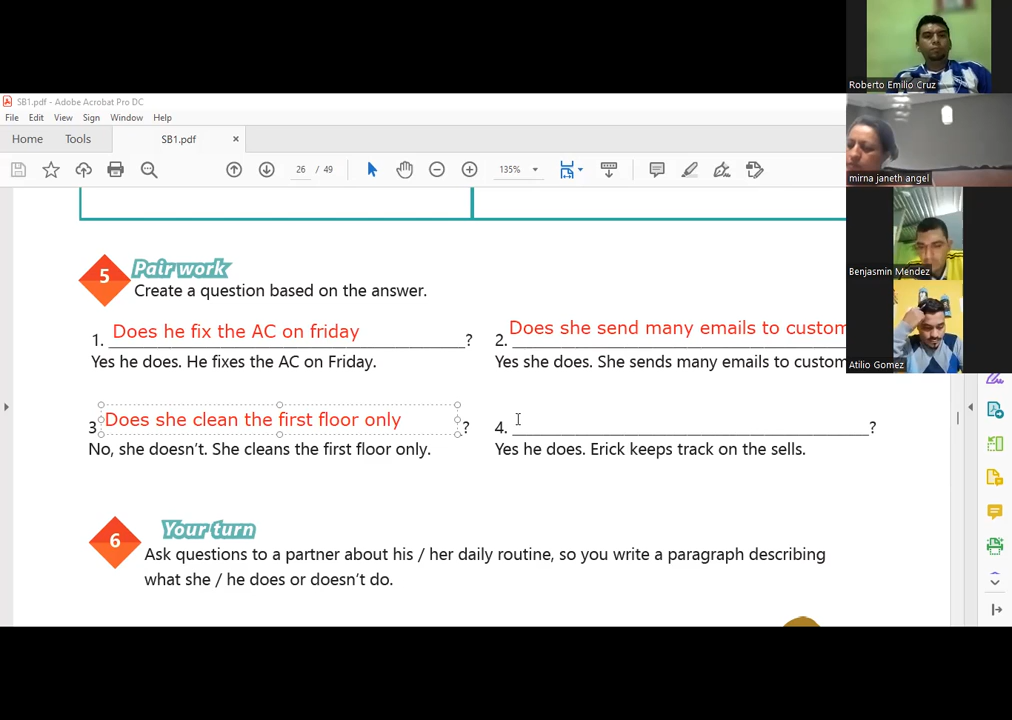 Roberto Emilio Cruz
SB1.pdf - Adobe Acrobat Pro DC
File Edit View Sign Window Help
Home Tools SB1.pdf ×
26 / 49 135%
mirna janeth angel
5 Pair work
Create a question based on the answer.
Benjasmin Mendez
1. Does he fix the AC on friday ?
2. Does she send many emails to custom
Yes he does. He fixes the AC on Friday.
Yes she does. She sends many emails to custom
Atilio Gomez
3 Does she clean the first floor only ?
4. ?
No, she doesn't. She cleans the first floor only.
Yes he does. Erick keeps track on the sells.
6 Your turn
Ask questions to a partner about his / her daily routine, so you write a paragraph describing
what she / he does or doesn't do.